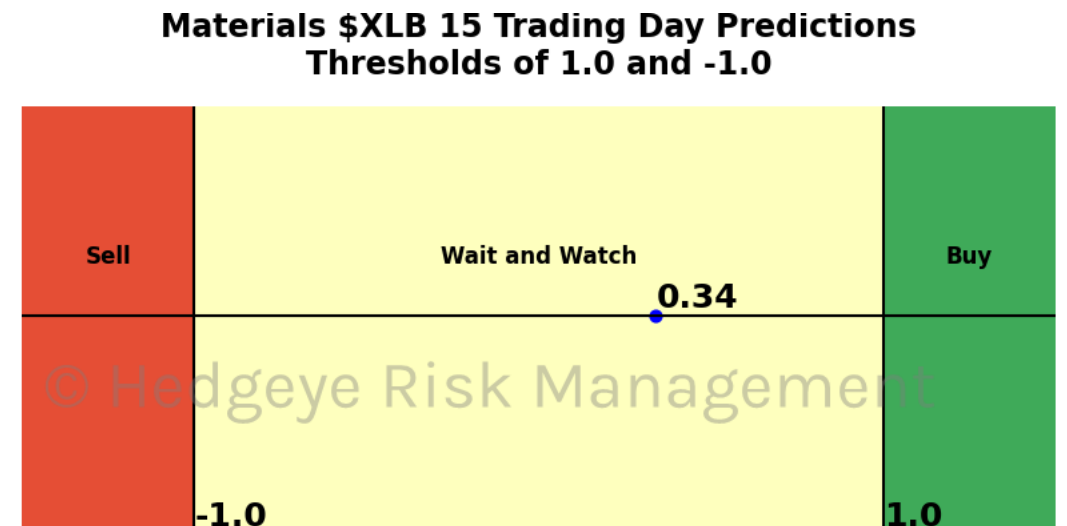 Materials $XLB 15 Trading Day Predictions
Thresholds of 1.0 and -1.0
Sell
Wait and Watch
Buy
0.34
© Hedgeye Risk Management
-1.0
1.0